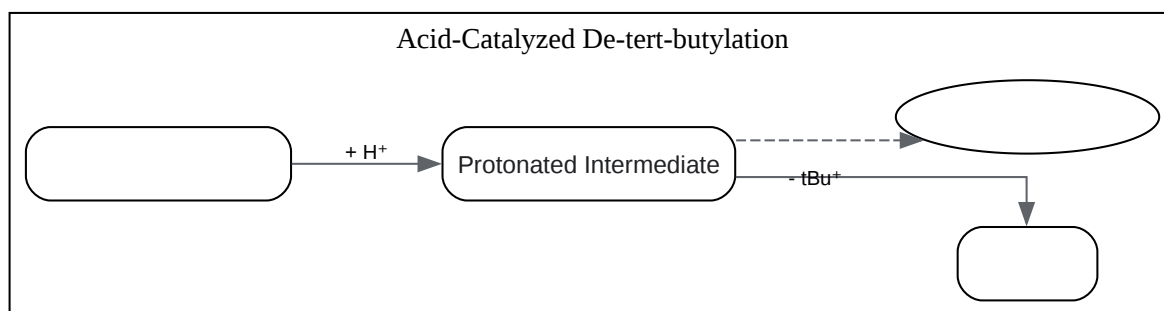 Acid-Catalyzed De-tert-butylation
+ H⁺
Protonated Intermediate
- tBu⁺